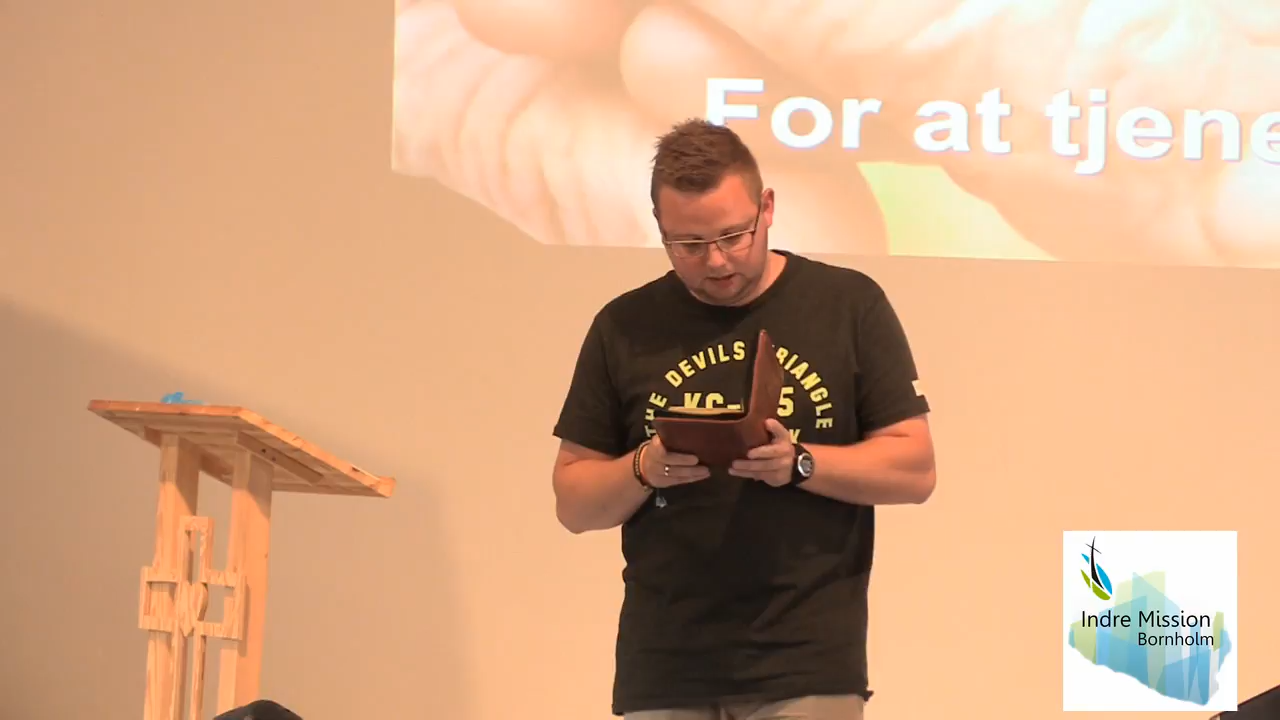 For at tjene
THE DEVILS TRIANGLE
Indre Mission
Bornholm